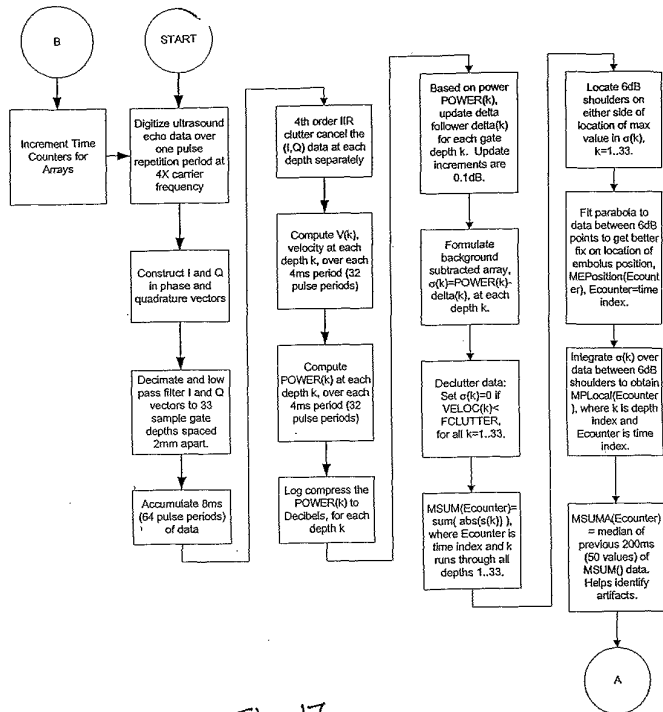 B
Increment Time
Counters for
Arrays
START
Digitize ultrasound
echo data over
one pulse
repetition period at
4X carrier
frequency
Construct I and Q
in phase and
quadrature vectors
Decimate and low
pass filter I and Q
vectors to 33
sample gate
depths spaced
2mm apart.
Accumulate 8ms
(64 pulse periods)
of data
4th order IIR
clutter cancel the
(I,Q) data at each
depth separately
Compute V(k),
velocity at each
depth k, over each
4ms period (32
pulse periods)
Compute
POWER(k) at each
depth k, over each
4ms period (32
pulse periods)
Log compress the
POWER(k) to
Decibels, for each
depth k
Based on power
POWER(k),
update delta
follower delta(k)
for each gate
depth k. Update
increments are
0.1dB.
Formulate
background
subtracted array,
σ(k)=POWER(k)-
delta(k), at each
depth k.
Declutter data:
Set σ(k)=0 if
VELOC(k)<
FCLUTTER,
for all k=1..33.
MSUM(Ecounter)=
sum( abs(s(k)) ),
where Ecounter is
time index and k
runs through all
depths 1..33.
Locate 6dB
shoulders on
either side of
location of max
value in σ(k),
k=1..33.
Fit parabola to
data between 6dB
points to get better
fix on location of
embolus position,
MEPosition(Ecount
er), Ecounter=time
index.
Integrate σ(k) over
data between 6dB
shoulders to obtain
MPLocal(Ecounter
), where k is depth
index and
Ecounter is time
index.
MSUMA(Ecounter)
= median of
previous 200ms
(50 values) of
MSUM() data.
Helps identify
artifacts.
A
Fig. 17